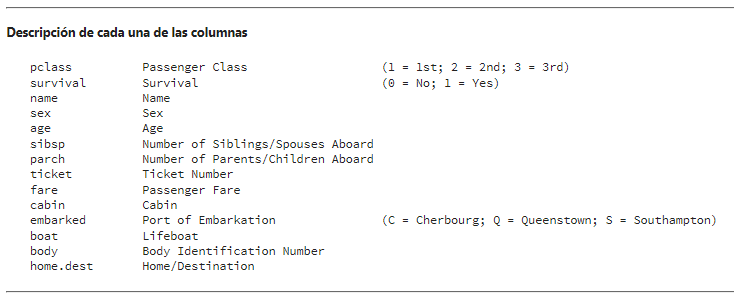 Descripción de cada una de las columnas
pclass Passenger Class (1 = 1st; 2 = 2nd; 3 = 3rd)
survival Survival (0 = No; 1 = Yes)
name Name
sex Sex
age Age
sibsp Number of Siblings/Spouses Aboard
parch Number of Parents/Children Aboard
ticket Ticket Number
fare Passenger Fare
cabin Cabin
embarked Port of Embarkation (C = Cherbourg; Q = Queenstown; S = Southampton)
boat Lifeboat
body Body Identification Number
home.dest Home/Destination